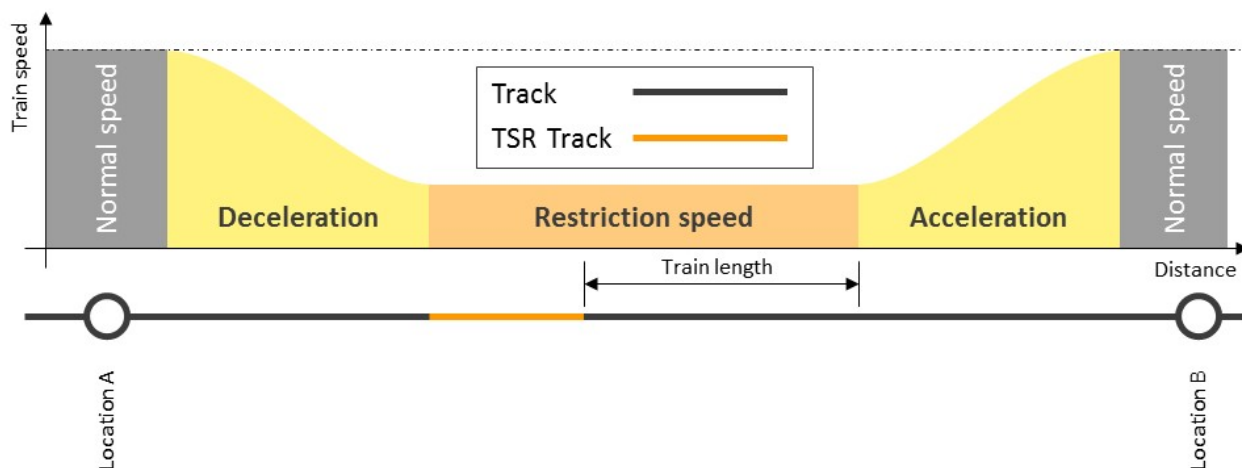 Train speed
Normal speed
Track
TSR Track
Deceleration
Restriction speed
Acceleration
Normal speed
Train length
Distance
Location A
Location B